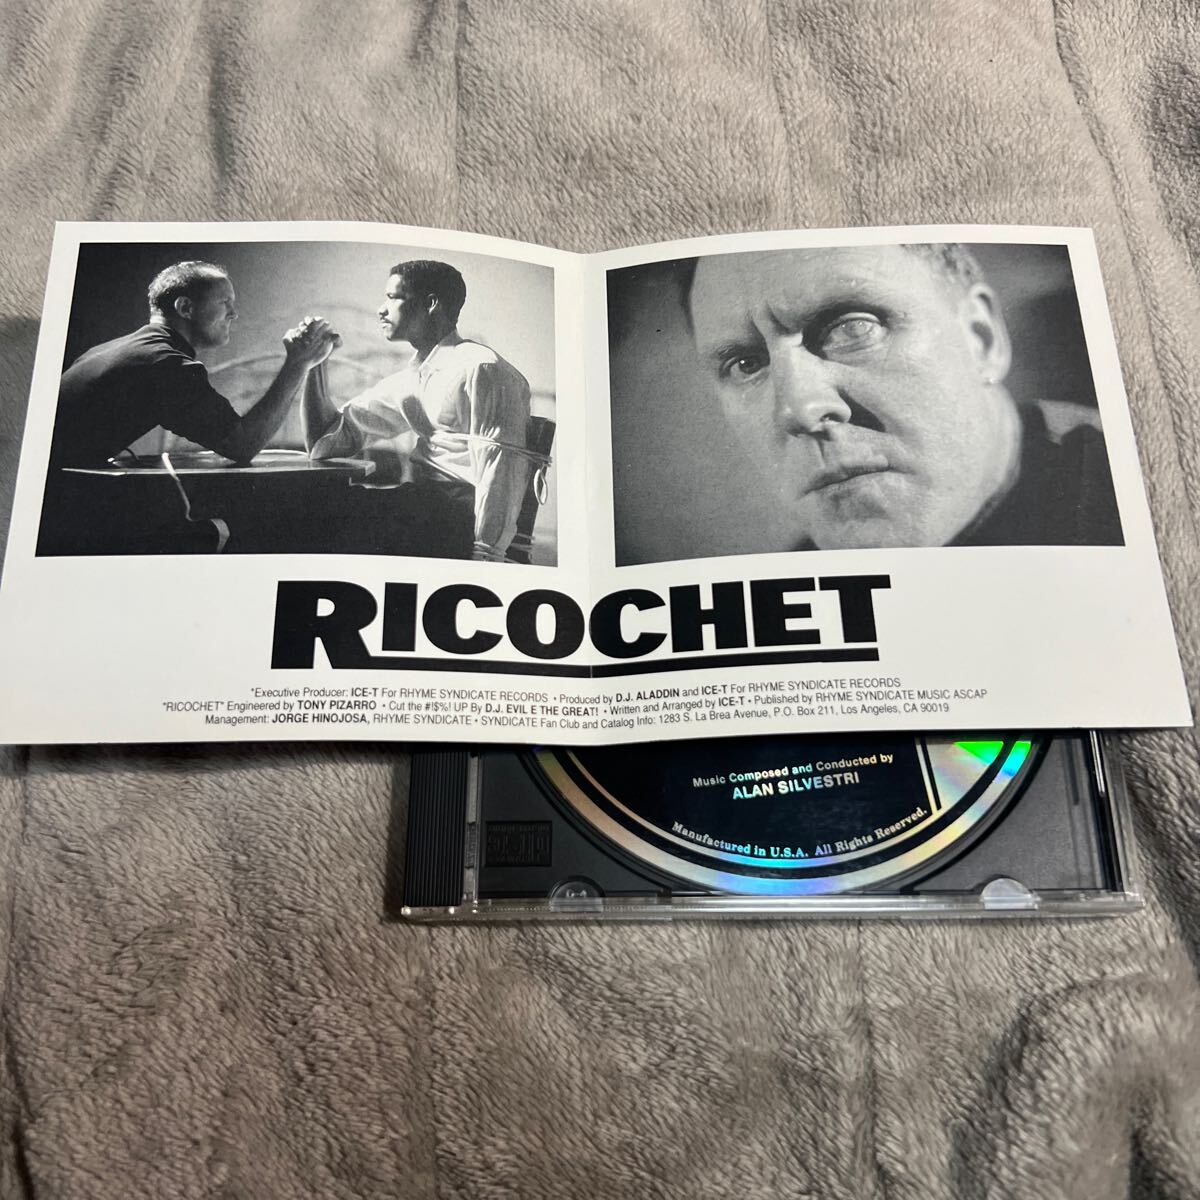 RICOCHET
*Executive Producer: ICE-T For RHYME SYNDICATE RECORDS • Produced by D.J. ALADDIN and ICE-T For RHYME SYNDICATE RECORDS
"RICOCHET" Engineered by TONY PIZARRO • Cut the #!$%! UP By D.J. EVIL E THE GREAT! • Written and Arranged by ICE-T • Published by RHYME SYNDICATE MUSIC ASCAP
Management: JORGE HINOJOSA, RHYME SYNDICATE • SYNDICATE Fan Club and Catalog Info: 1283 S. La Brea Avenue, P.O. Box 211, Los Angeles, CA 90019
Music Composed and Conducted by
ALAN SILVESTRI
Manufactured in U.S.A. All Rights Reserved.